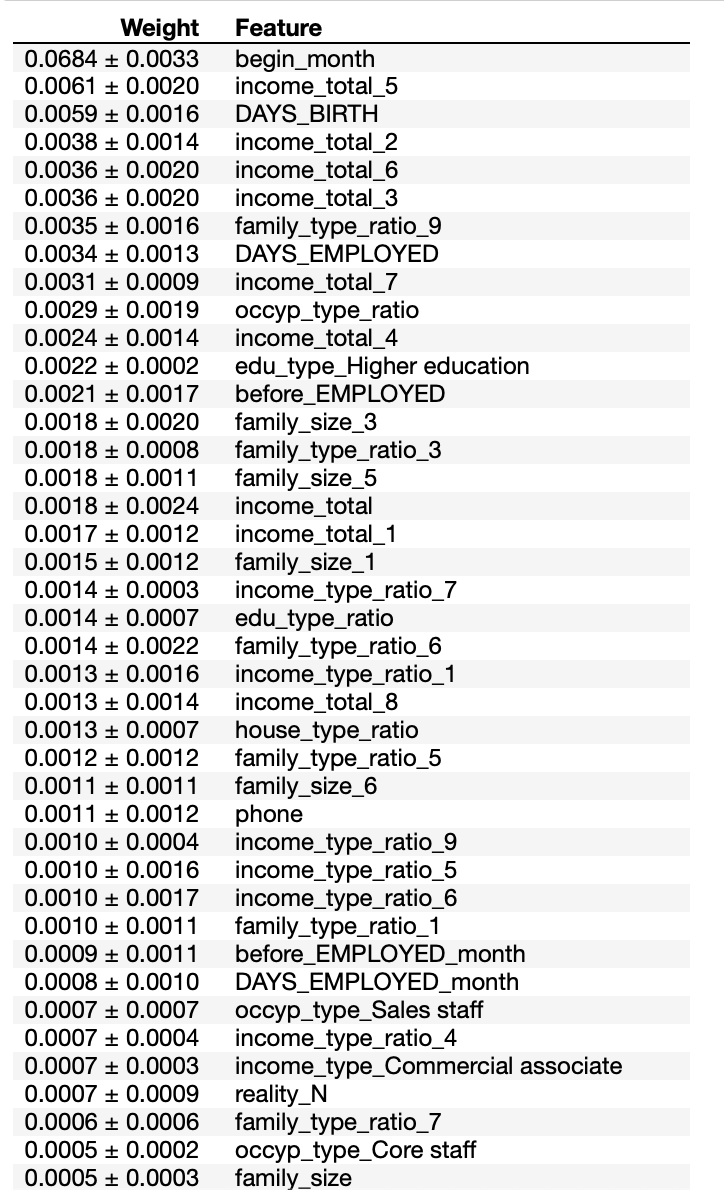 Weight Feature
0.0684 ± 0.0033 begin_month
0.0061 ± 0.0020 income_total_5
0.0059 ± 0.0016 DAYS_BIRTH
0.0038 ± 0.0014 income_total_2
0.0036 ± 0.0020 income_total_6
0.0036 ± 0.0020 income_total_3
0.0035 ± 0.0016 family_type_ratio_9
0.0034 ± 0.0013 DAYS_EMPLOYED
0.0031 ± 0.0009 income_total_7
0.0029 ± 0.0019 occyp_type_ratio
0.0024 ± 0.0014 income_total_4
0.0022 ± 0.0002 edu_type_Higher education
0.0021 ± 0.0017 before_EMPLOYED
0.0018 ± 0.0020 family_size_3
0.0018 ± 0.0008 family_type_ratio_3
0.0018 ± 0.0011 family_size_5
0.0018 ± 0.0024 income_total
0.0017 ± 0.0012 income_total_1
0.0015 ± 0.0012 family_size_1
0.0014 ± 0.0003 income_type_ratio_7
0.0014 ± 0.0007 edu_type_ratio
0.0014 ± 0.0022 family_type_ratio_6
0.0013 ± 0.0016 income_type_ratio_1
0.0013 ± 0.0014 income_total_8
0.0013 ± 0.0007 house_type_ratio
0.0012 ± 0.0012 family_type_ratio_5
0.0011 ± 0.0011 family_size_6
0.0011 ± 0.0012 phone
0.0010 ± 0.0004 income_type_ratio_9
0.0010 ± 0.0016 income_type_ratio_5
0.0010 ± 0.0017 income_type_ratio_6
0.0010 ± 0.0011 family_type_ratio_1
0.0009 ± 0.0011 before_EMPLOYED_month
0.0008 ± 0.0010 DAYS_EMPLOYED_month
0.0007 ± 0.0007 occyp_type_Sales staff
0.0007 ± 0.0004 income_type_ratio_4
0.0007 ± 0.0003 income_type_Commercial associate
0.0007 ± 0.0009 reality_N
0.0006 ± 0.0006 family_type_ratio_7
0.0005 ± 0.0002 occyp_type_Core staff
0.0005 ± 0.0003 family_size